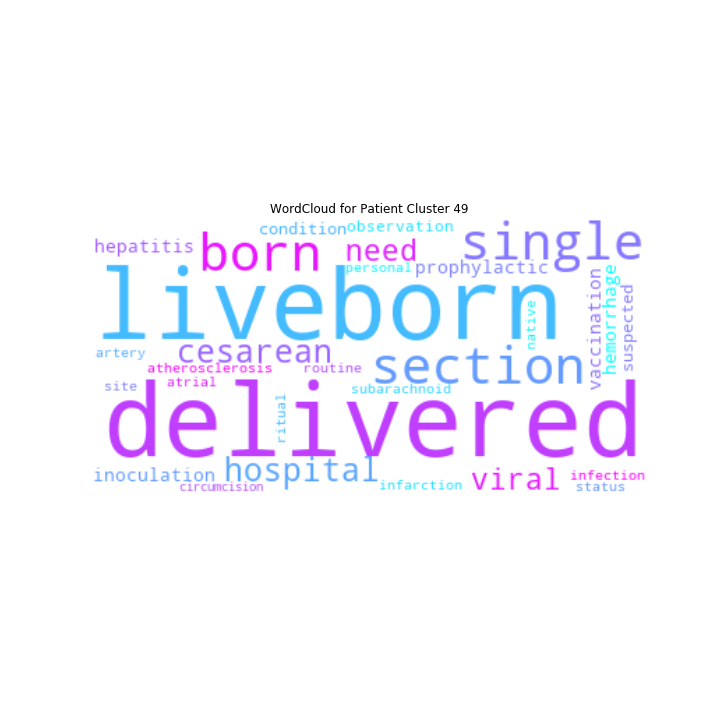 WordCloud for Patient Cluster 49
condition
observation
single
hepatitis
born
need
personal
prophylactic
liveborn
native
vaccination
hemorrhage
suspected
artery
cesarean
section
atherosclerosis
routine
site
atrial
subarachnoid
delivered
ritual
inoculation
hospital
viral
infection
circumcision
infarction
status